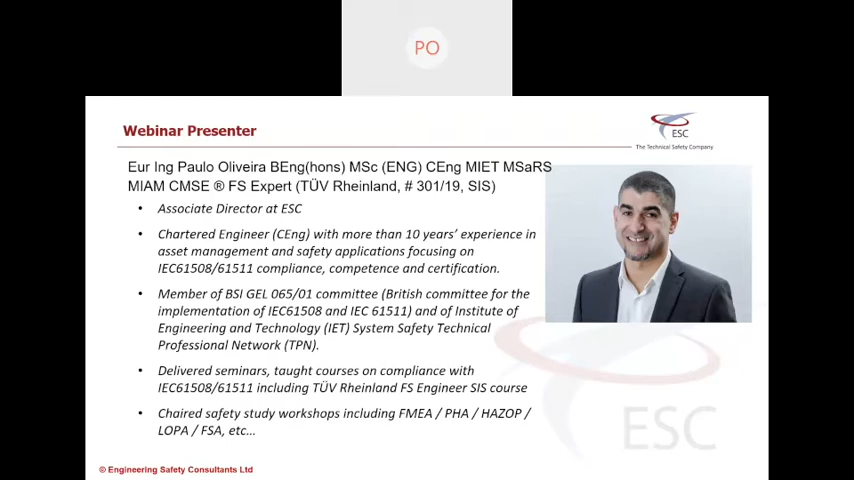 PO
Webinar Presenter
ESC
The Technical Safety Company
Eur Ing Paulo Oliveira BEng(hons) MSc (ENG) CEng MIET MSaRS
MIAM CMSE ® FS Expert (TÜV Rheinland, # 301/19, SIS)
• Associate Director at ESC
• Chartered Engineer (CEng) with more than 10 years' experience in
asset management and safety applications focusing on
IEC61508/61511 compliance, competence and certification.
• Member of BSI GEL 065/01 committee (British committee for the
implementation of IEC61508 and IEC 61511) and of Institute of
Engineering and Technology (IET) System Safety Technical
Professional Network (TPN).
• Delivered seminars, taught courses on compliance with
IEC61508/61511 including TÜV Rheinland FS Engineer SIS course
• Chaired safety study workshops including FMEA / PHA / HAZOP /
LOPA / FSA, etc...
ESC
© Engineering Safety Consultants Ltd